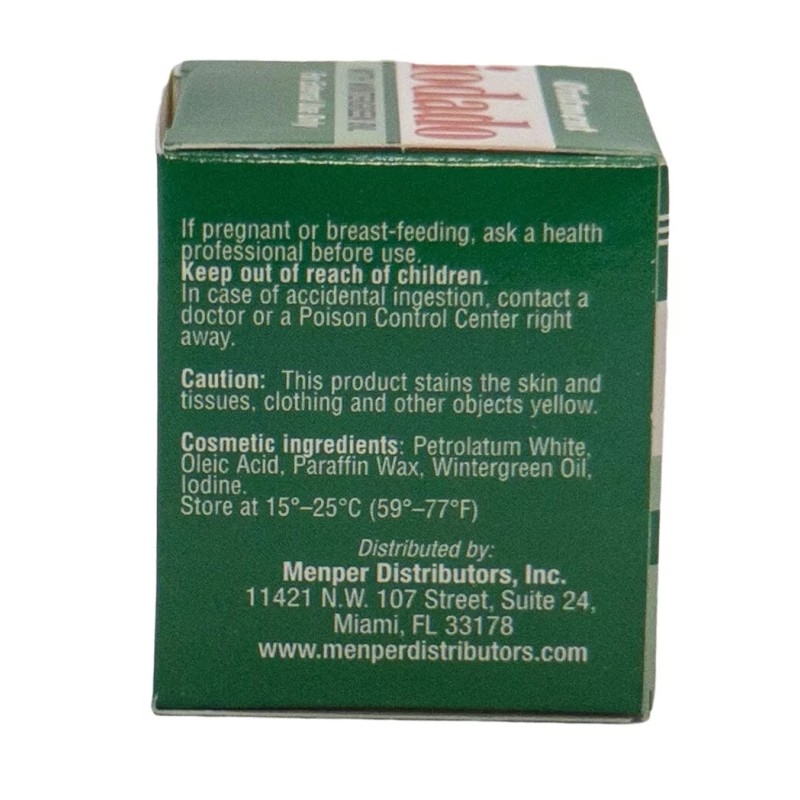 iodado
WINTERGREEN
If pregnant or breast-feeding, ask a health
professional before use.
Keep out of reach of children.
In case of accidental ingestion, contact a
doctor or a Poison Control Center right
away.
Caution: This product stains the skin and
tissues, clothing and other objects yellow.
Cosmetic ingredients: Petrolatum White,
Oleic Acid, Paraffin Wax, Wintergreen Oil,
Iodine.
Store at 15°–25°C (59°–77°F)
Distributed by:
Menper Distributors, Inc.
11421 N.W. 107 Street, Suite 24,
Miami, FL 33178
www.menperdistributors.com